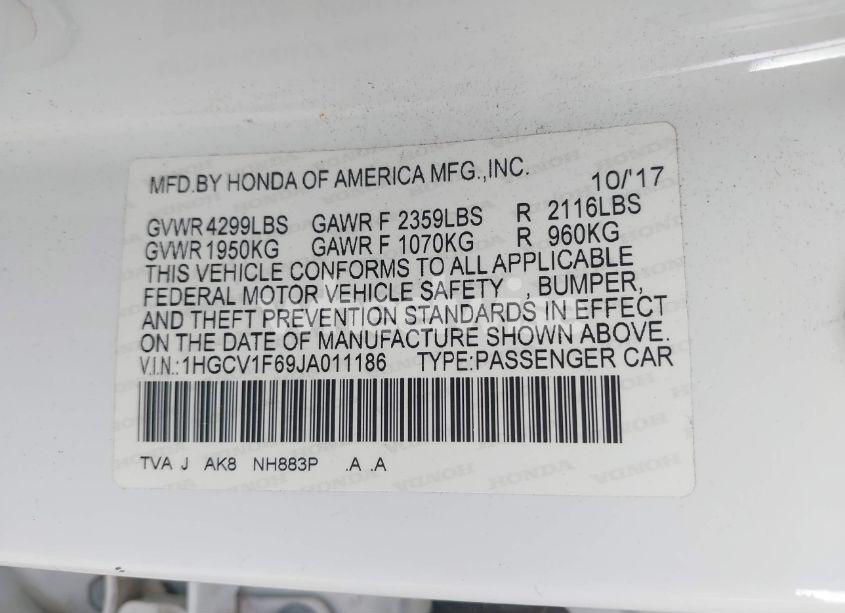 MFD.BY HONDA OF AMERICA MFG.,INC. 10/'17
GVWR 4299LBS GAWR F 2359LBS R 2116LBS
GVWR 1950KG GAWR F 1070KG R 960KG
THIS VEHICLE CONFORMS TO ALL APPLICABLE
FEDERAL MOTOR VEHICLE SAFETY , BUMPER,
AND THEFT PREVENTION STANDARDS IN EFFECT
ON THE DATE OF MANUFACTURE SHOWN ABOVE.
V.I.N.:1HGCV1F69JA011186 TYPE:PASSENGER CAR
TVA J AK8 NH883P .A .A